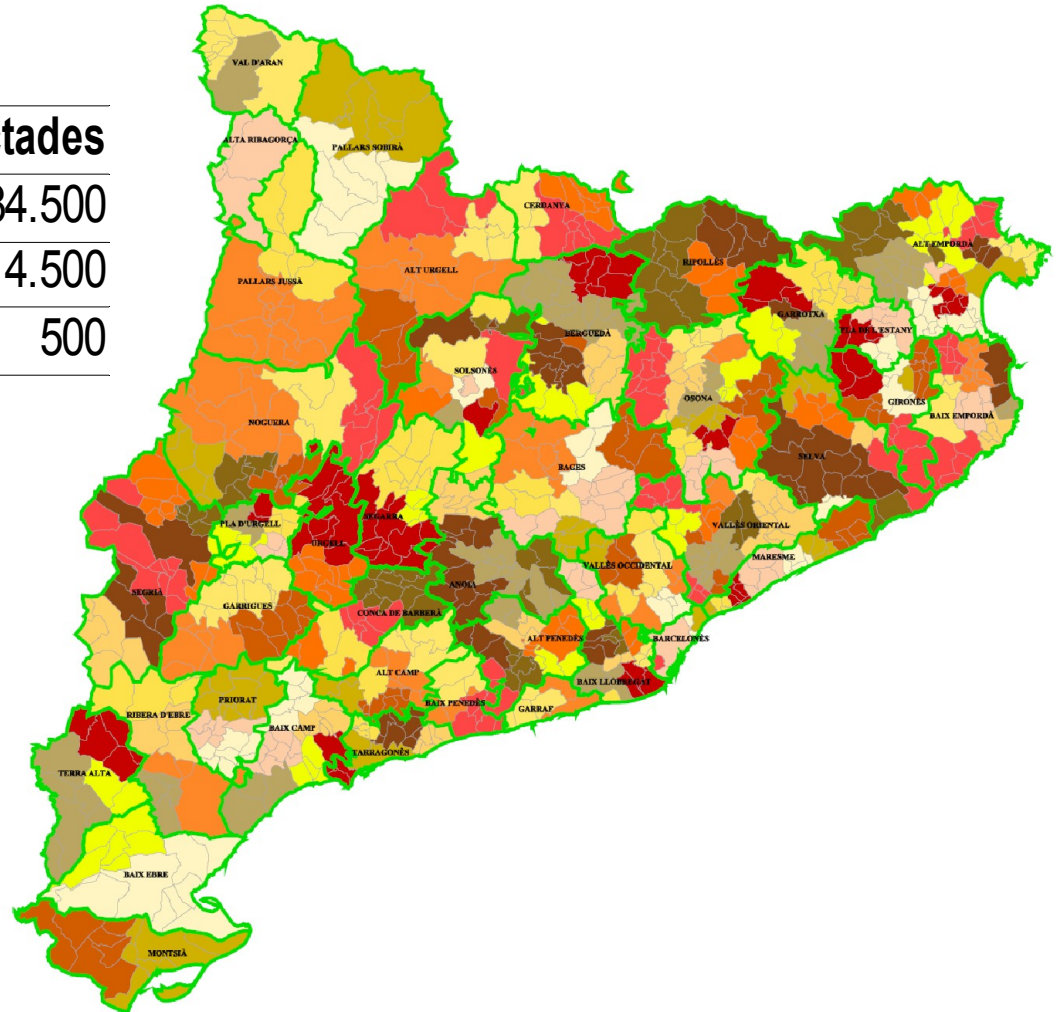 ctades
34.500
4.500
500
VAL D'ARAN
ALTA RIBAGORÇA
PALLARS SOBIRÀ
CERDANYA
ALT URGELL
PALLARS JUSSÀ
RIPOLLÈS
ALT EMPORDÀ
GARROTXA
PLA DE L'ESTANY
BERGUEDÀ
SOLSONÈS
OSONA
GIRONÈS
BAIX EMPORDÀ
NOGUERA
SELVA
BAGES
PLA D'URGELL
SEGARRA
URGELL
VALLÈS ORIENTAL
MARESME
VALLÈS OCCIDENTAL
SEGRIÀ
ANOIA
GARRIGUES
CONCA DE BARBERÀ
ALT PENEDÈS
BARCELONÈS
ALT CAMP
BAIX LLOBREGAT
PRIORAT
BAIX PENEDÈS
GARRAF
RIBERA D'EBRE
BAIX CAMP
TARRAGONÈS
TERRA ALTA
BAIX EBRE
MONTSIÀ